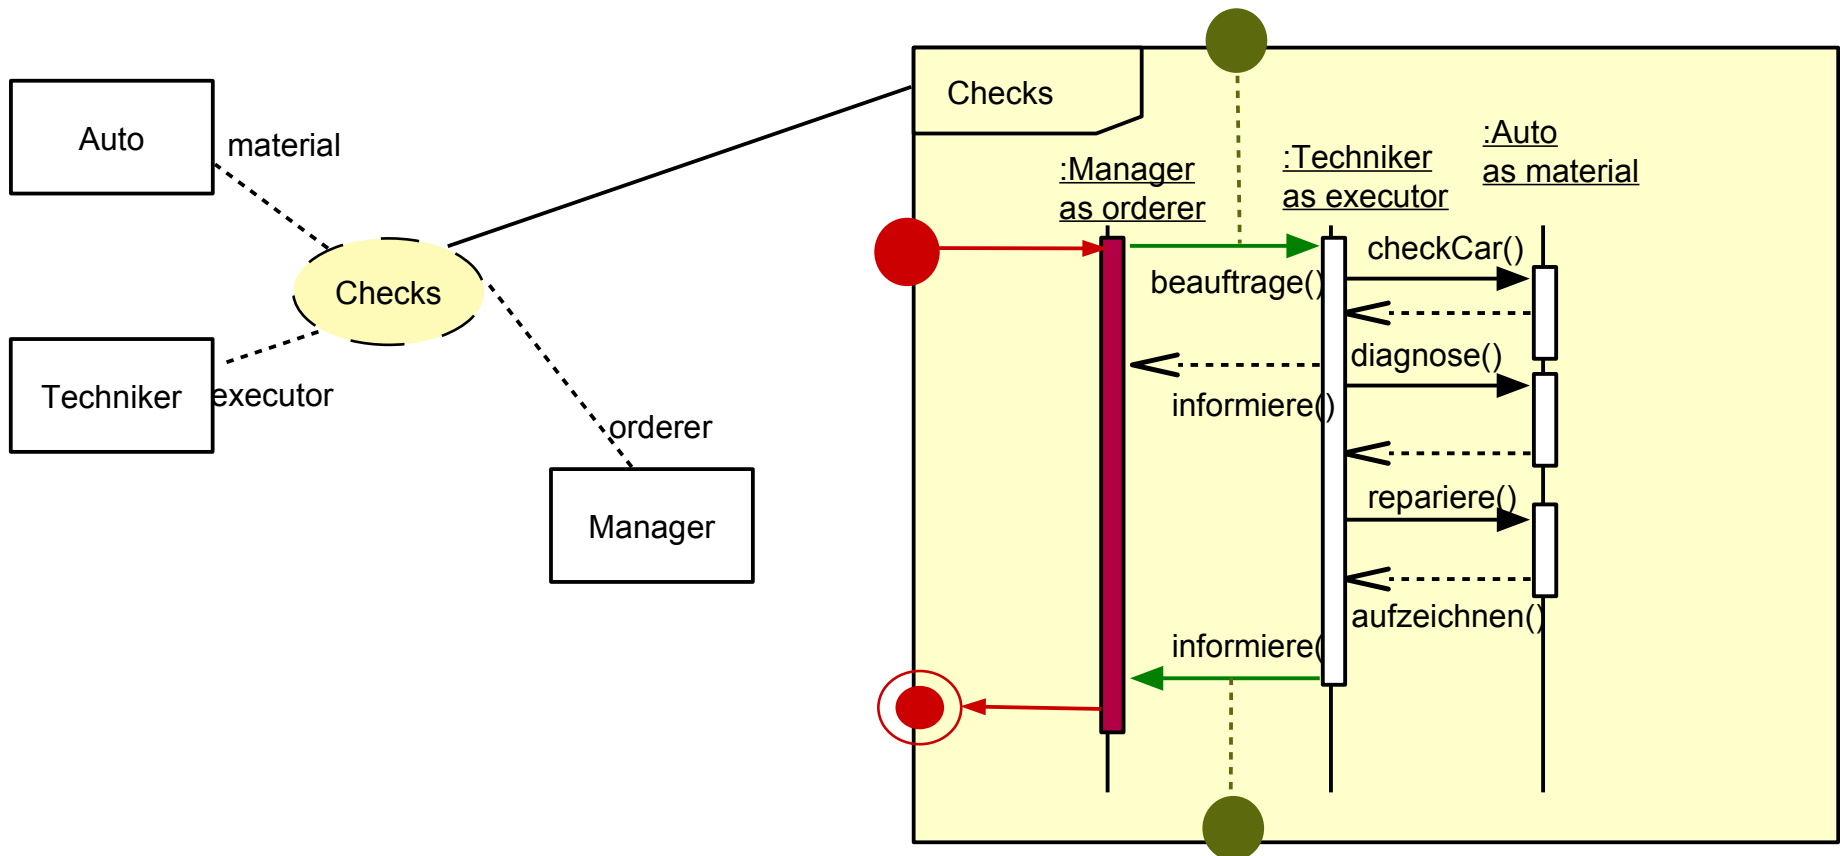 Auto
material
Checks
Techniker
executor
orderer
Manager
Checks
:Manager
as orderer
:Techniker
as executor
:Auto
as material
checkCar()
beauftrage()
diagnose()
informiere()
repariere()
aufzeichnen()
informiere(